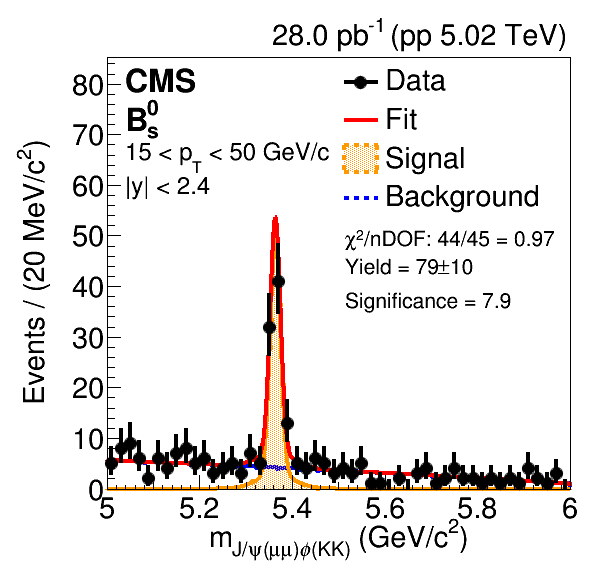 28.0 pb⁻¹ (pp 5.02 TeV)
CMS
B⁰ₛ
15 < p_T < 50 GeV/c
|y| < 2.4
Data
Fit
Signal
Background
χ²/nDOF: 44/45 = 0.97
Yield = 79±10
Significance = 7.9
Events / (20 MeV/c²)
80
70
60
50
40
30
20
10
0
5 5.2 5.4 5.6 5.8 6
m_J/ψ(μμ)φ(KK) (GeV/c²)